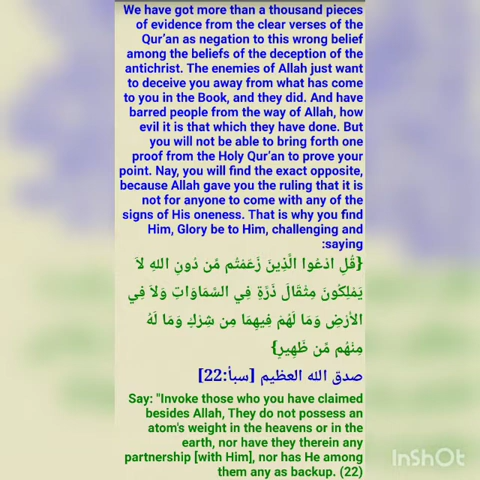 We have got more than a thousand pieces
of evidence from the clear verses of the
Qur'an as negation to this wrong belief
among the beliefs of the deception of the
antichrist. The enemies of Allah just want
to deceive you away from what has come
to you in the Book, and they did. And have
barred people from the way of Allah, how
evil it is that which they have done. But
you will not be able to bring forth one
proof from the Holy Qur'an to prove your
point. Nay, you will find the exact opposite,
because Allah gave you the ruling that it is
not for anyone to come with any of the
signs of His oneness. That is why you find
Him, Glory be to Him, challenging and
:saying
{قُلِ ادْعُوا الَّذِينَ زَعَمْتُم مِّن دُونِ اللهِ لاَ
يَمْلِكُونَ مِثْقَالَ ذَرَّةٍ فِي السَّمَاوَاتِ وَلاَ فِي
الأَرْضِ وَمَا لَهُمْ فِيهِمَا مِن شِرْكٍ وَمَا لَهُ
مِنْهُم مِّن ظَهِيرٍ}
صدق الله العظيم [سبأ:22]
Say: "Invoke those who you have claimed
besides Allah, They do not possess an
atom's weight in the heavens or in the
earth, nor have they therein any
partnership [with Him], nor has He among
them any as backup. (22)
InShOt